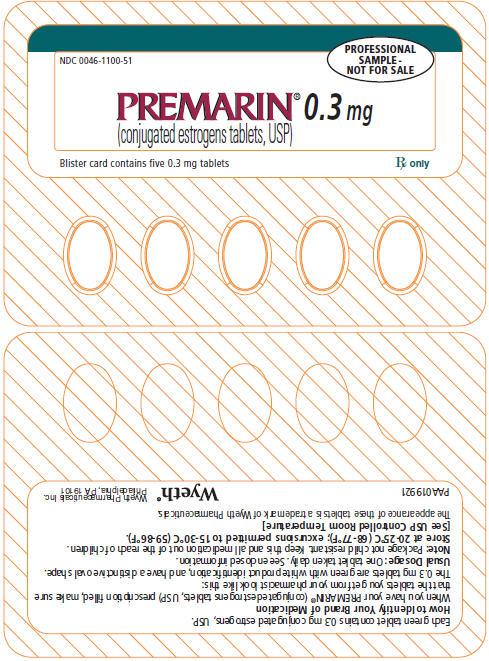 PROFESSIONAL
SAMPLE -
NOT FOR SALE
NDC 0046-1100-51
PREMARIN® 0.3 mg
(conjugated estrogens tablets, USP)
Blister card contains five 0.3 mg tablets
Rx only
Each green tablet contains 0.3 mg conjugated estrogens, USP.
How to Identify Your Brand of Medication
When you have your PREMARIN® (conjugated estrogens tablets, USP) prescription filled, make sure
that the tablets you get from your pharmacist look like this:
The 0.3 mg tablets are green with white product identification, and have a distinctive oval shape.
Usual Dosage: One tablet taken daily. See enclosed information.
Note: Package not child resistant. Keep this and all medication out of the reach of children.
Store at 20-25°C (68-77°F); excursions permitted to 15-30°C (59-86°F)
[See USP Controlled Room Temperature]
The appearance of these tablets is a trademark of Wyeth Pharmaceuticals.
PAA019921
Wyeth®
Wyeth Pharmaceuticals Inc.
Philadelphia, PA 19101